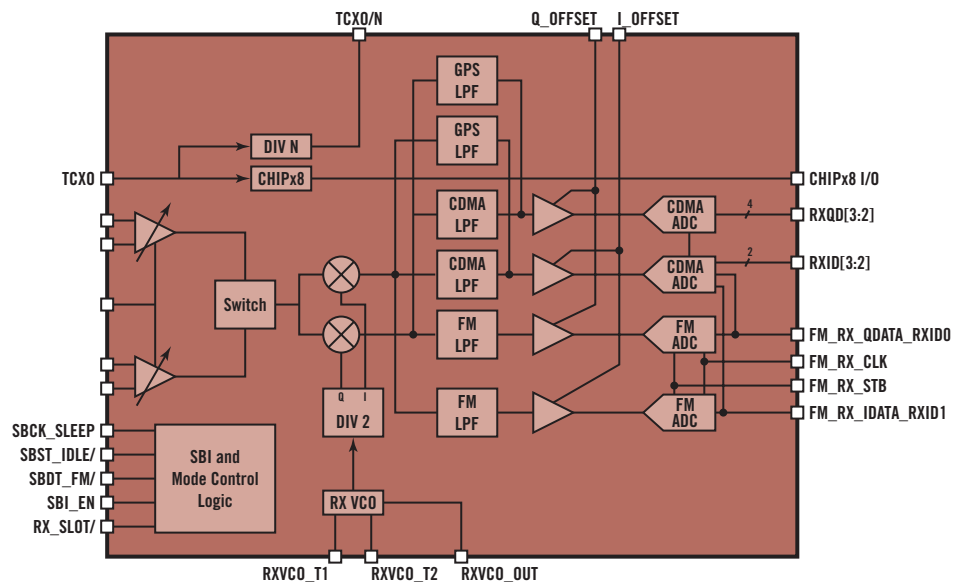 TCXO/N
Q_OFFSET
I_OFFSET
GPS
LPF
GPS
LPF
DIV N
TCXO
CHIPx8
CHIPx8 I/O
CDMA
LPF
CDMA
ADC
4
RXQD[3:2]
CDMA
LPF
CDMA
ADC
2
RXID[3:2]
Switch
FM
LPF
FM
ADC
FM_RX_QDATA_RXID0
FM_RX_CLK
FM_RX_STB
Q I
DIV 2
FM
LPF
FM
ADC
FM_RX_IDATA_RXID1
SBCK_SLEEP
SBST_IDLE/
SBDT_FM/
SBI_EN
RX_SLOT/
SBI and
Mode Control
Logic
RX VCO
RXVCO_T1
RXVCO_T2
RXVCO_OUT